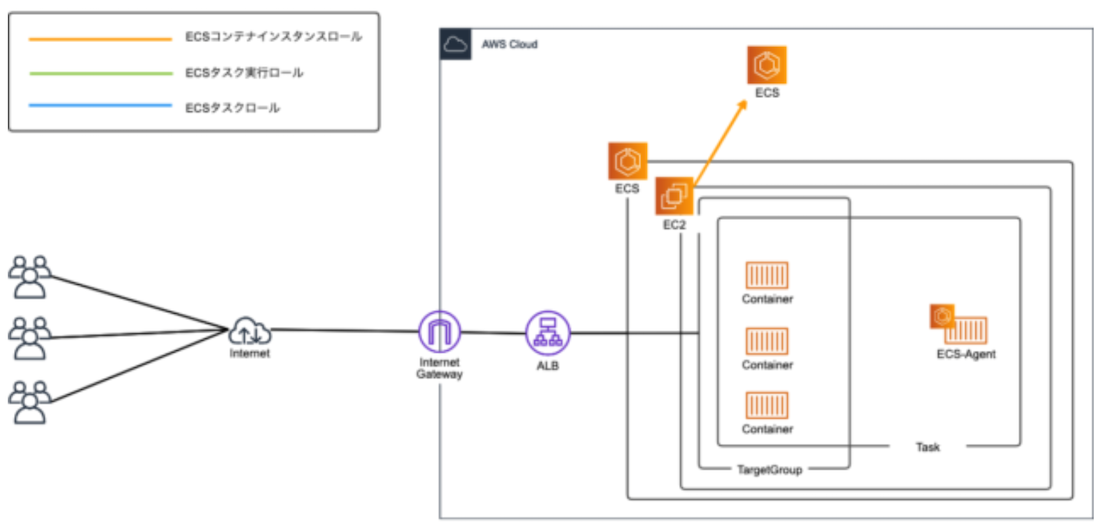 ECSコンテナインスタンスロール
ECSタスク実行ロール
ECSタスクロール
AWS Cloud
ECS
ECS
EC2
Container
Container
Container
ECS-Agent
Internet
Internet
Gateway
ALB
Task
TargetGroup